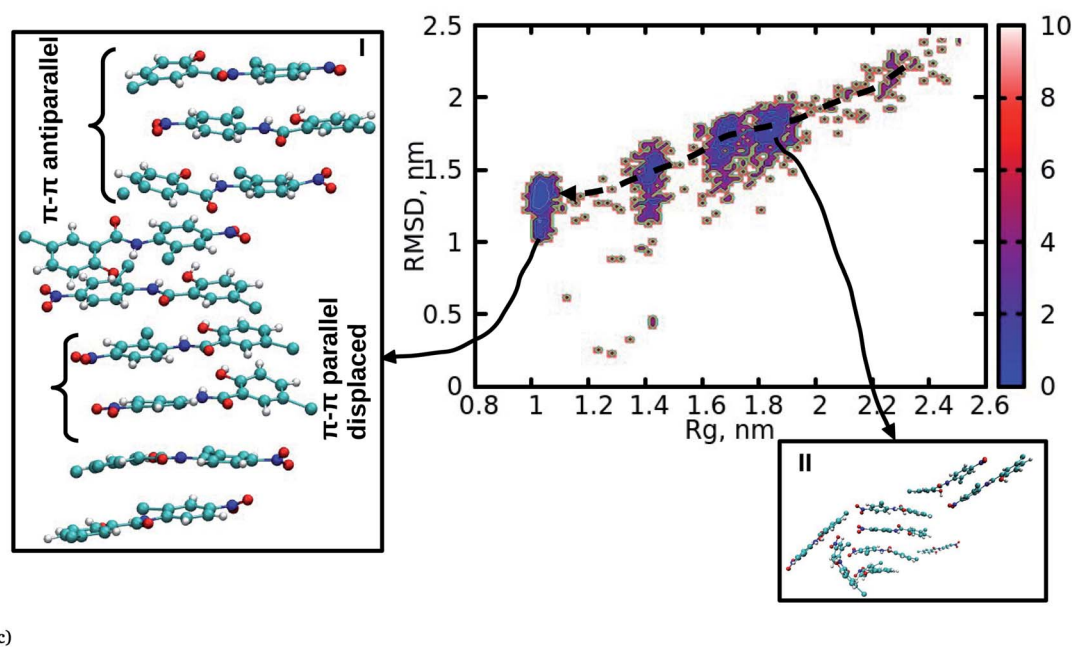 I
π-π antiparallel
π-π parallel
displaced
2.5
2
1.5
1
0.5
0
RMSD, nm
0.8
1
1.2
1.4
1.6
1.8
2
2.2
2.4
2.6
Rg, nm
10
8
6
4
2
0
II
c)